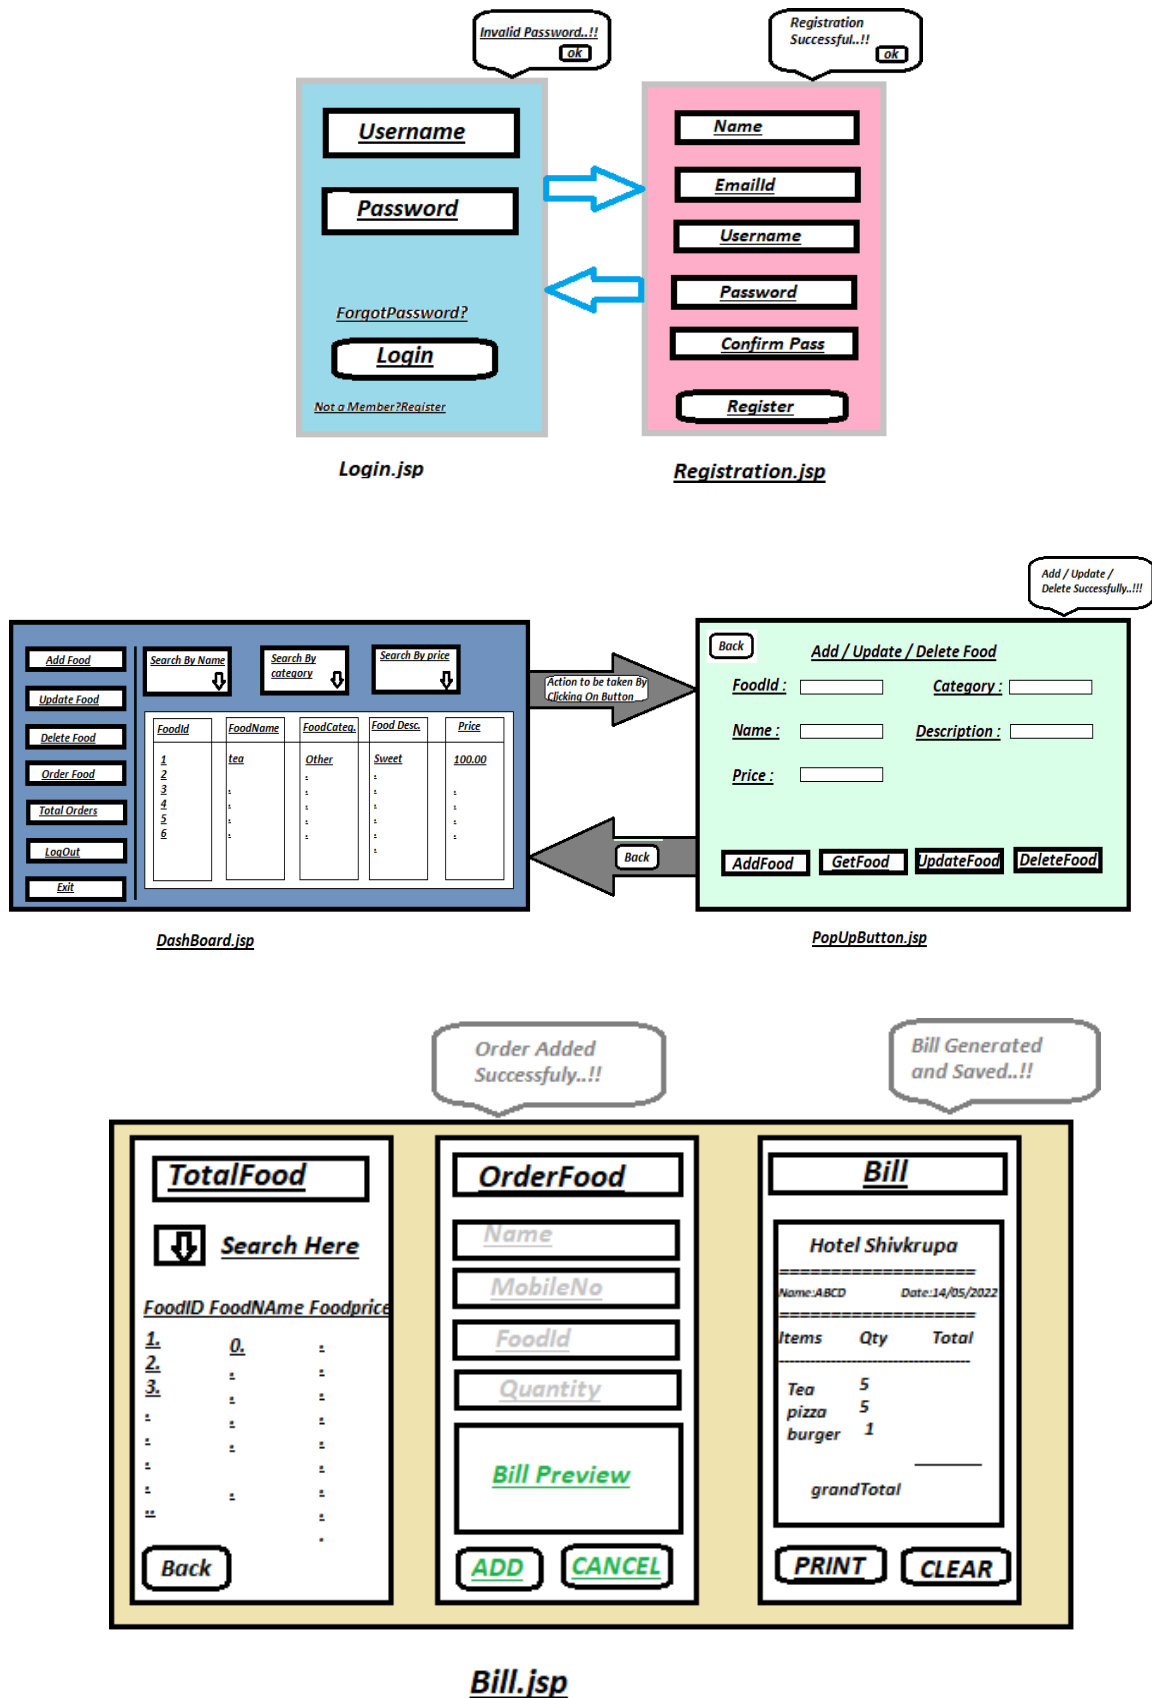 Invalid Password..!!
ok
Registration
Successful..!!
ok
Username
Password
ForgotPassword?
Login
Not a Member?Register
Login.jsp
Name
EmailId
Username
Password
Confirm Pass
Register
Registration.jsp
Add / Update /
Delete Successfully..!!!
Add Food
Update Food
Delete Food
Order Food
Total Orders
LogOut
Exit
Search By Name
Search By
category
Search By price
FoodId FoodName FoodCateg. Food Desc. Price
1 tea Other Sweet 100.00
2 . .
3 . . . .
4 . . . .
5 . . . .
6 . . . .
.
DashBoard.jsp
Action to be taken By
Clicking On Button
Back
Back
Add / Update / Delete Food
FoodId : Category :
Name : Description :
Price :
AddFood GetFood UpdateFood DeleteFood
PopUpButton.jsp
Order Added
Successfuly..!!
Bill Generated
and Saved..!!
TotalFood
Search Here
FoodID FoodNAme Foodprice
1. 0. .
2. . .
3. . .
. . .
. . .
. .
. . .
.. .
.
Back
OrderFood
Name
MobileNo
FoodId
Quantity
Bill Preview
ADD CANCEL
Bill
Hotel Shivkrupa
===================
Name:ABCD Date:14/05/2022
===================
Items Qty Total
--------------------------------------
Tea 5
pizza 5
burger 1
grandTotal
PRINT CLEAR
Bill.jsp